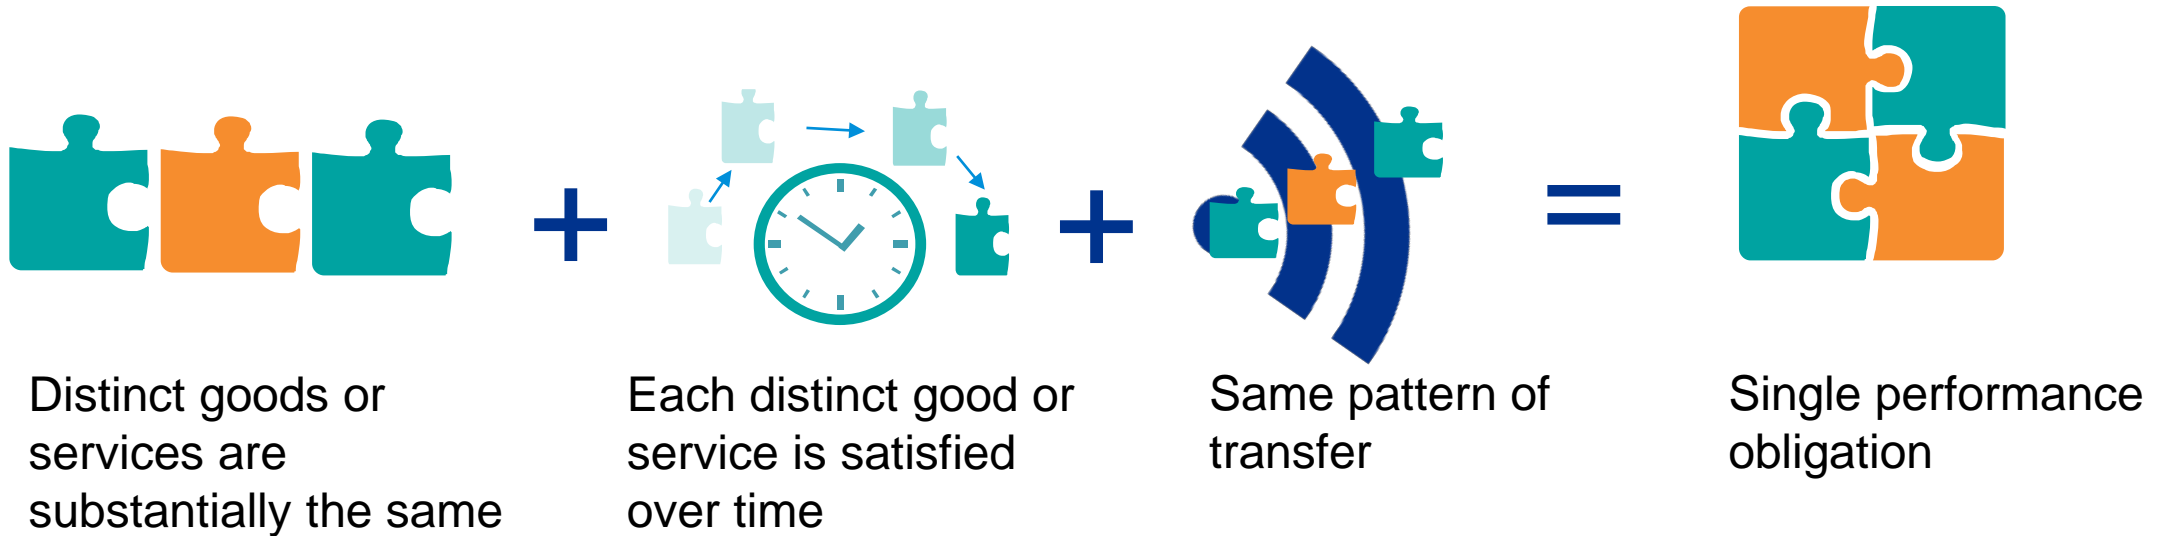 Distinct goods or
services are
substantially the same
+
Each distinct good or
service is satisfied
over time
+
Same pattern of
transfer
=
Single performance
obligation